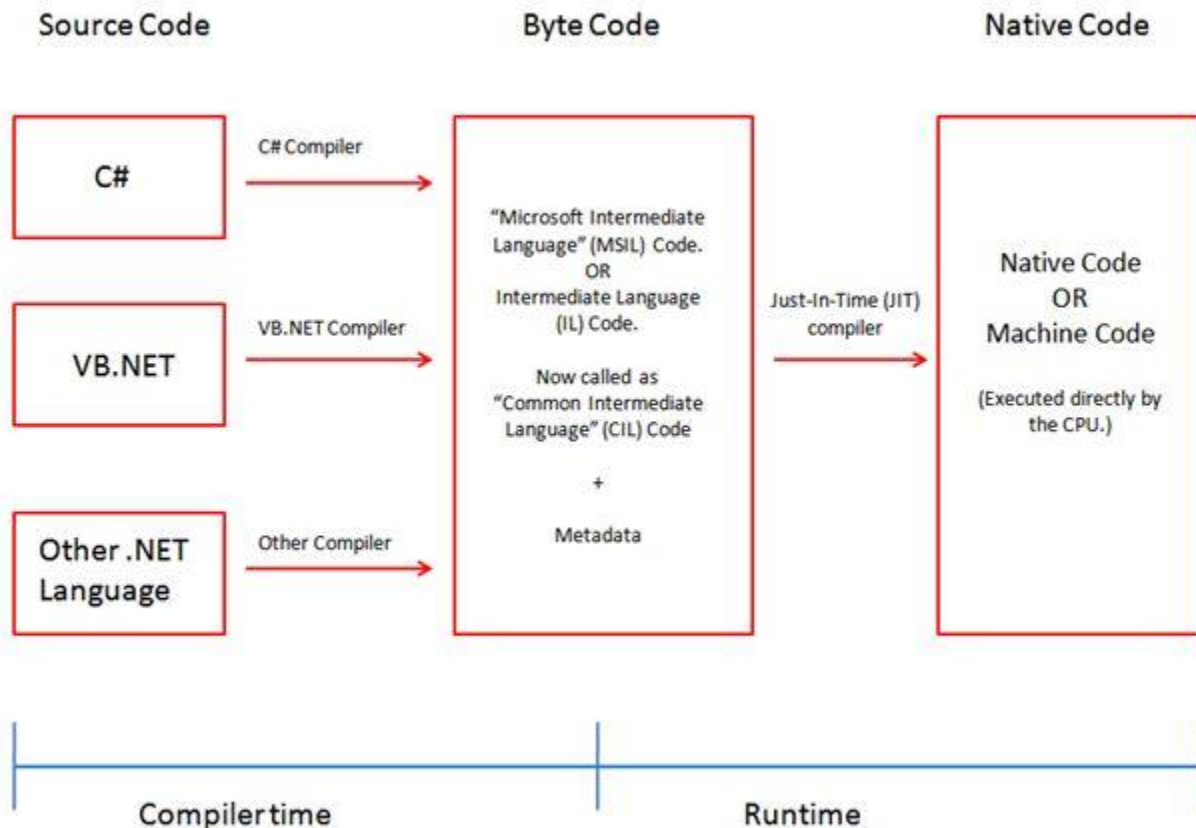 Source Code
Byte Code
Native Code
C#
C# Compiler
VB.NET
VB.NET Compiler
Other .NET
Language
Other Compiler
“Microsoft Intermediate
Language” (MSIL) Code.
OR
Intermediate Language
(IL) Code.
Now called as
“Common Intermediate
Language” (CIL) Code
+
Metadata
Just-In-Time (JIT)
compiler
Native Code
OR
Machine Code
(Executed directly by
the CPU.)
Compiler time
Runtime